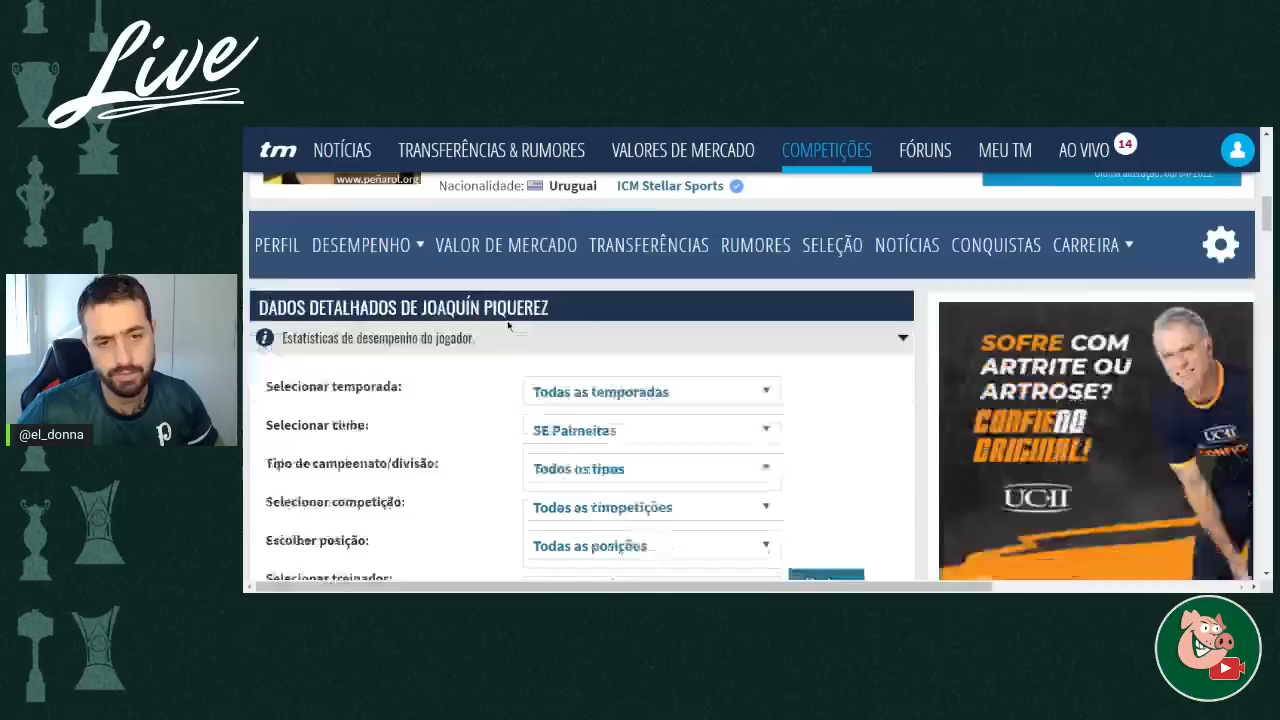 Live
tm NOTÍCIAS TRANSFERÊNCIAS & RUMORES VALORES DE MERCADO COMPETIÇÕES FÓRUNS MEU TM AO VIVO 14
www.peñarol.org
Nacionalidade: Uruguai ICM Stellar Sports
PERFIL DESEMPENHO VALOR DE MERCADO TRANSFERÊNCIAS RUMORES SELEÇÃO NOTÍCIAS CONQUISTAS CARREIRA
DADOS DETALHADOS DE JOAQUÍN PIQUEREZ
Estatísticas de desempenho do jogador.
Selecionar temporada: Todas as temporadas
Selecionar clube: SE Palmeiras
Tipo de campeonato/divisão: Todos os tipos
Selecionar competição: Todas as competições
Escolher posição: Todas as posições
Selecionar treinador:
SOFRE COM
ARTRITE OU
ARTROSE?
CONFIE NO
ORIGINAL!
UC-II
UC-II
@el_donna
P